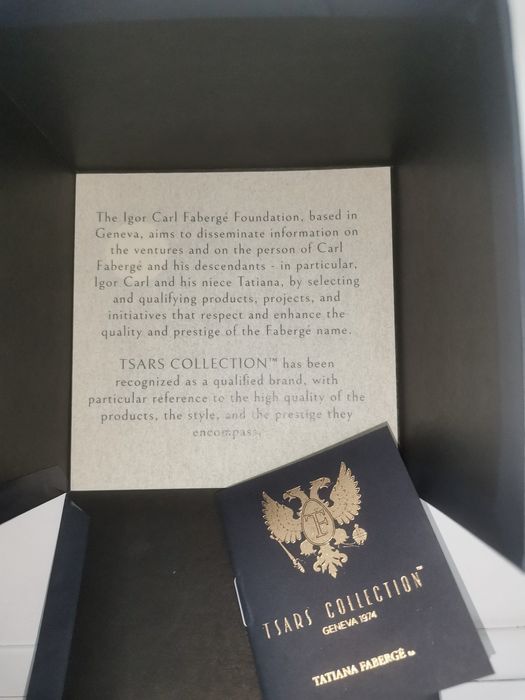 The Igor Carl Fabergé Foundation, based in
Geneva, aims to disseminate information on
the ventures and on the person of Carl
Fabergé and his descendants - in particular,
Igor Carl and his niece Tatiana, by selecting
and qualifying products, projects, and
initiatives that respect and enhance the
quality and prestige of the Fabergé name.
TSARS COLLECTION™ has been
recognized as a qualified brand, with
particular reference to the high quality of the
products, the style, and the prestige they
encompass.
TF
TSARS COLLECTION™
GENEVA 1974
TATIANA FABERGÉ